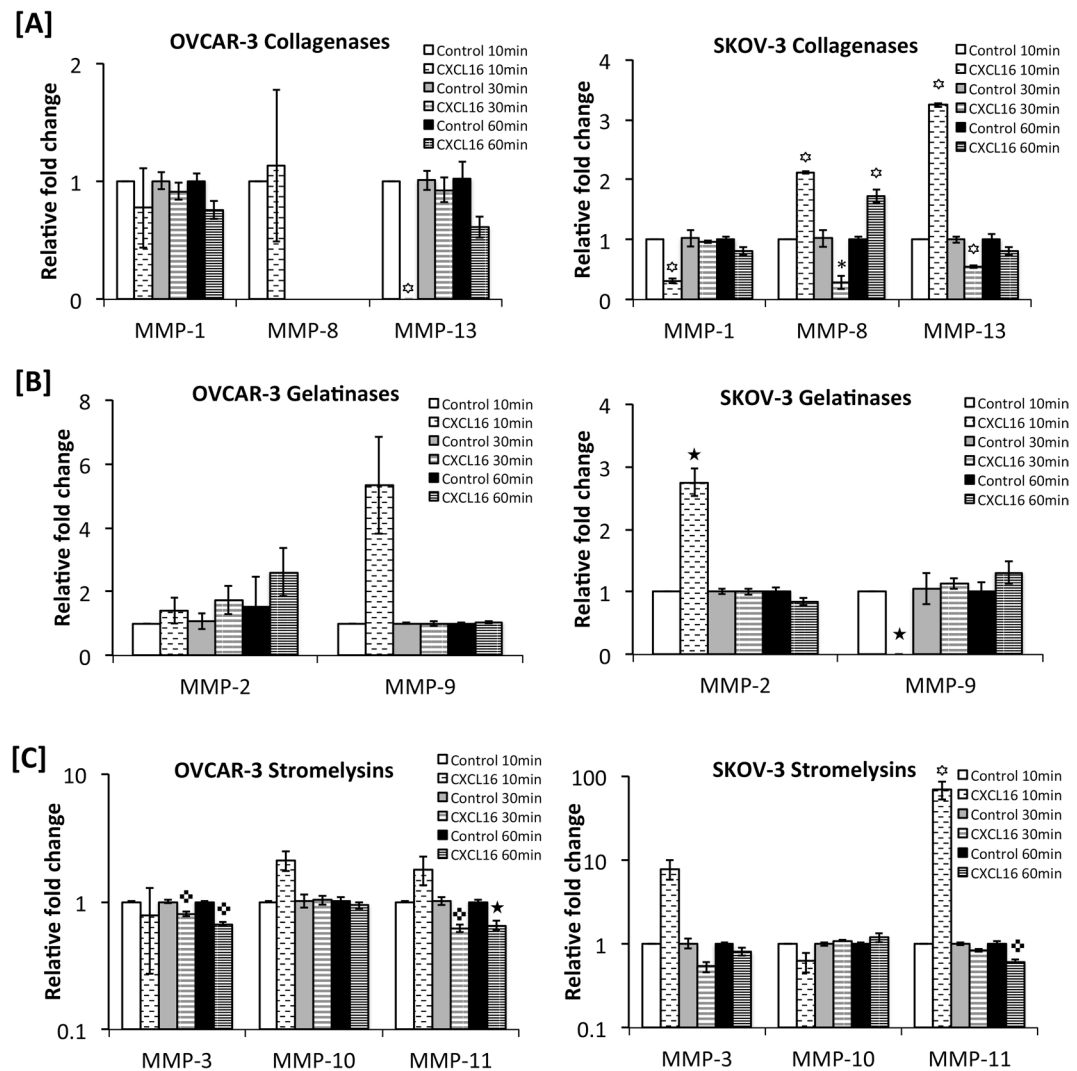 [A]
OVCAR-3 Collagenases
Relative fold change
2
1
0
MMP-1 MMP-8 MMP-13
Control 10min
CXCL16 10min
Control 30min
CXCL16 30min
Control 60min
CXCL16 60min
SKOV-3 Collagenases
Relative fold change
4
3
2
1
0
*
MMP-1 MMP-8 MMP-13
Control 10min
CXCL16 10min
Control 30min
CXCL16 30min
Control 60min
CXCL16 60min
[B]
OVCAR-3 Gelatinases
Relative fold change
8
6
4
2
0
MMP-2 MMP-9
Control 10min
CXCL16 10min
Control 30min
CXCL16 30min
Control 60min
CXCL16 60min
SKOV-3 Gelatinases
Relative fold change
4
3
2
1
0
MMP-2 MMP-9
Control 10min
CXCL16 10min
Control 30min
CXCL16 30min
Control 60min
CXCL16 60min
[C]
OVCAR-3 Stromelysins
Relative fold change
10
1
0.1
MMP-3 MMP-10 MMP-11
Control 10min
CXCL16 10min
Control 30min
CXCL16 30min
Control 60min
CXCL16 60min
SKOV-3 Stromelysins
Relative fold change
100
10
1
0.1
MMP-3 MMP-10 MMP-11
Control 10min
CXCL16 10min
Control 30min
CXCL16 30min
Control 60min
CXCL16 60min